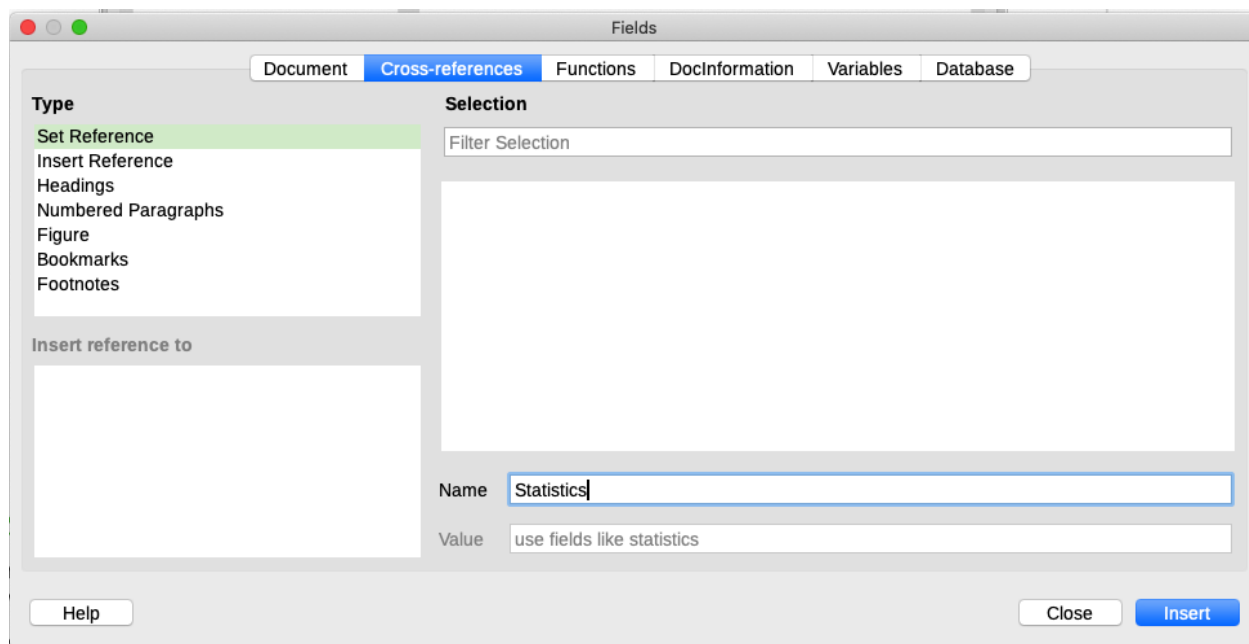 Fields
Document Cross-references Functions DocInformation Variables Database
Type
Set Reference
Insert Reference
Headings
Numbered Paragraphs
Figure
Bookmarks
Footnotes
Insert reference to
Selection
Filter Selection
Name Statistics
Value use fields like statistics
Help Close Insert